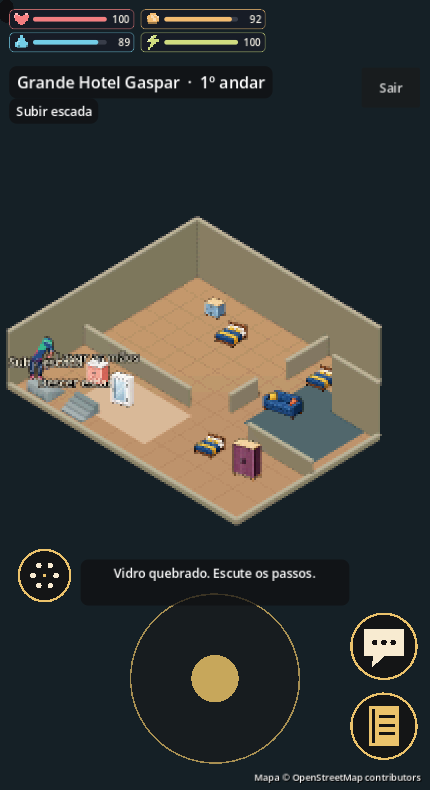 100
92
89
100
Grande Hotel Gaspar · 1º andar
Sair
Subir escada
Vidro quebrado. Escute os passos.
Mapa © OpenStreetMap contributors